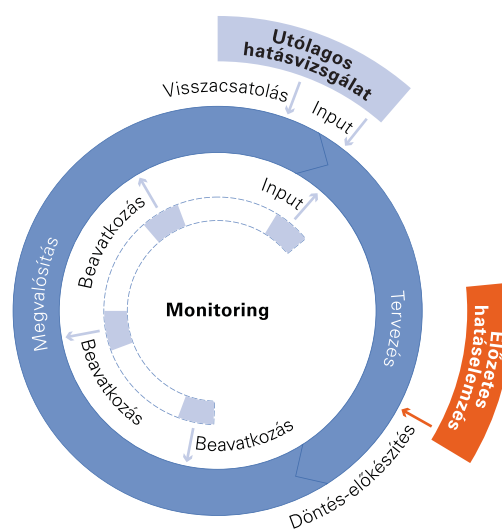 Utólagos
hatásvizsgálat
Visszacsatolás
Input
Input
Beavatkozás
Megvalósítás
Monitoring
Tervezés
Előzetes
hatáselemzés
Beavatkozás
Beavatkozás
Döntés-előkészítés